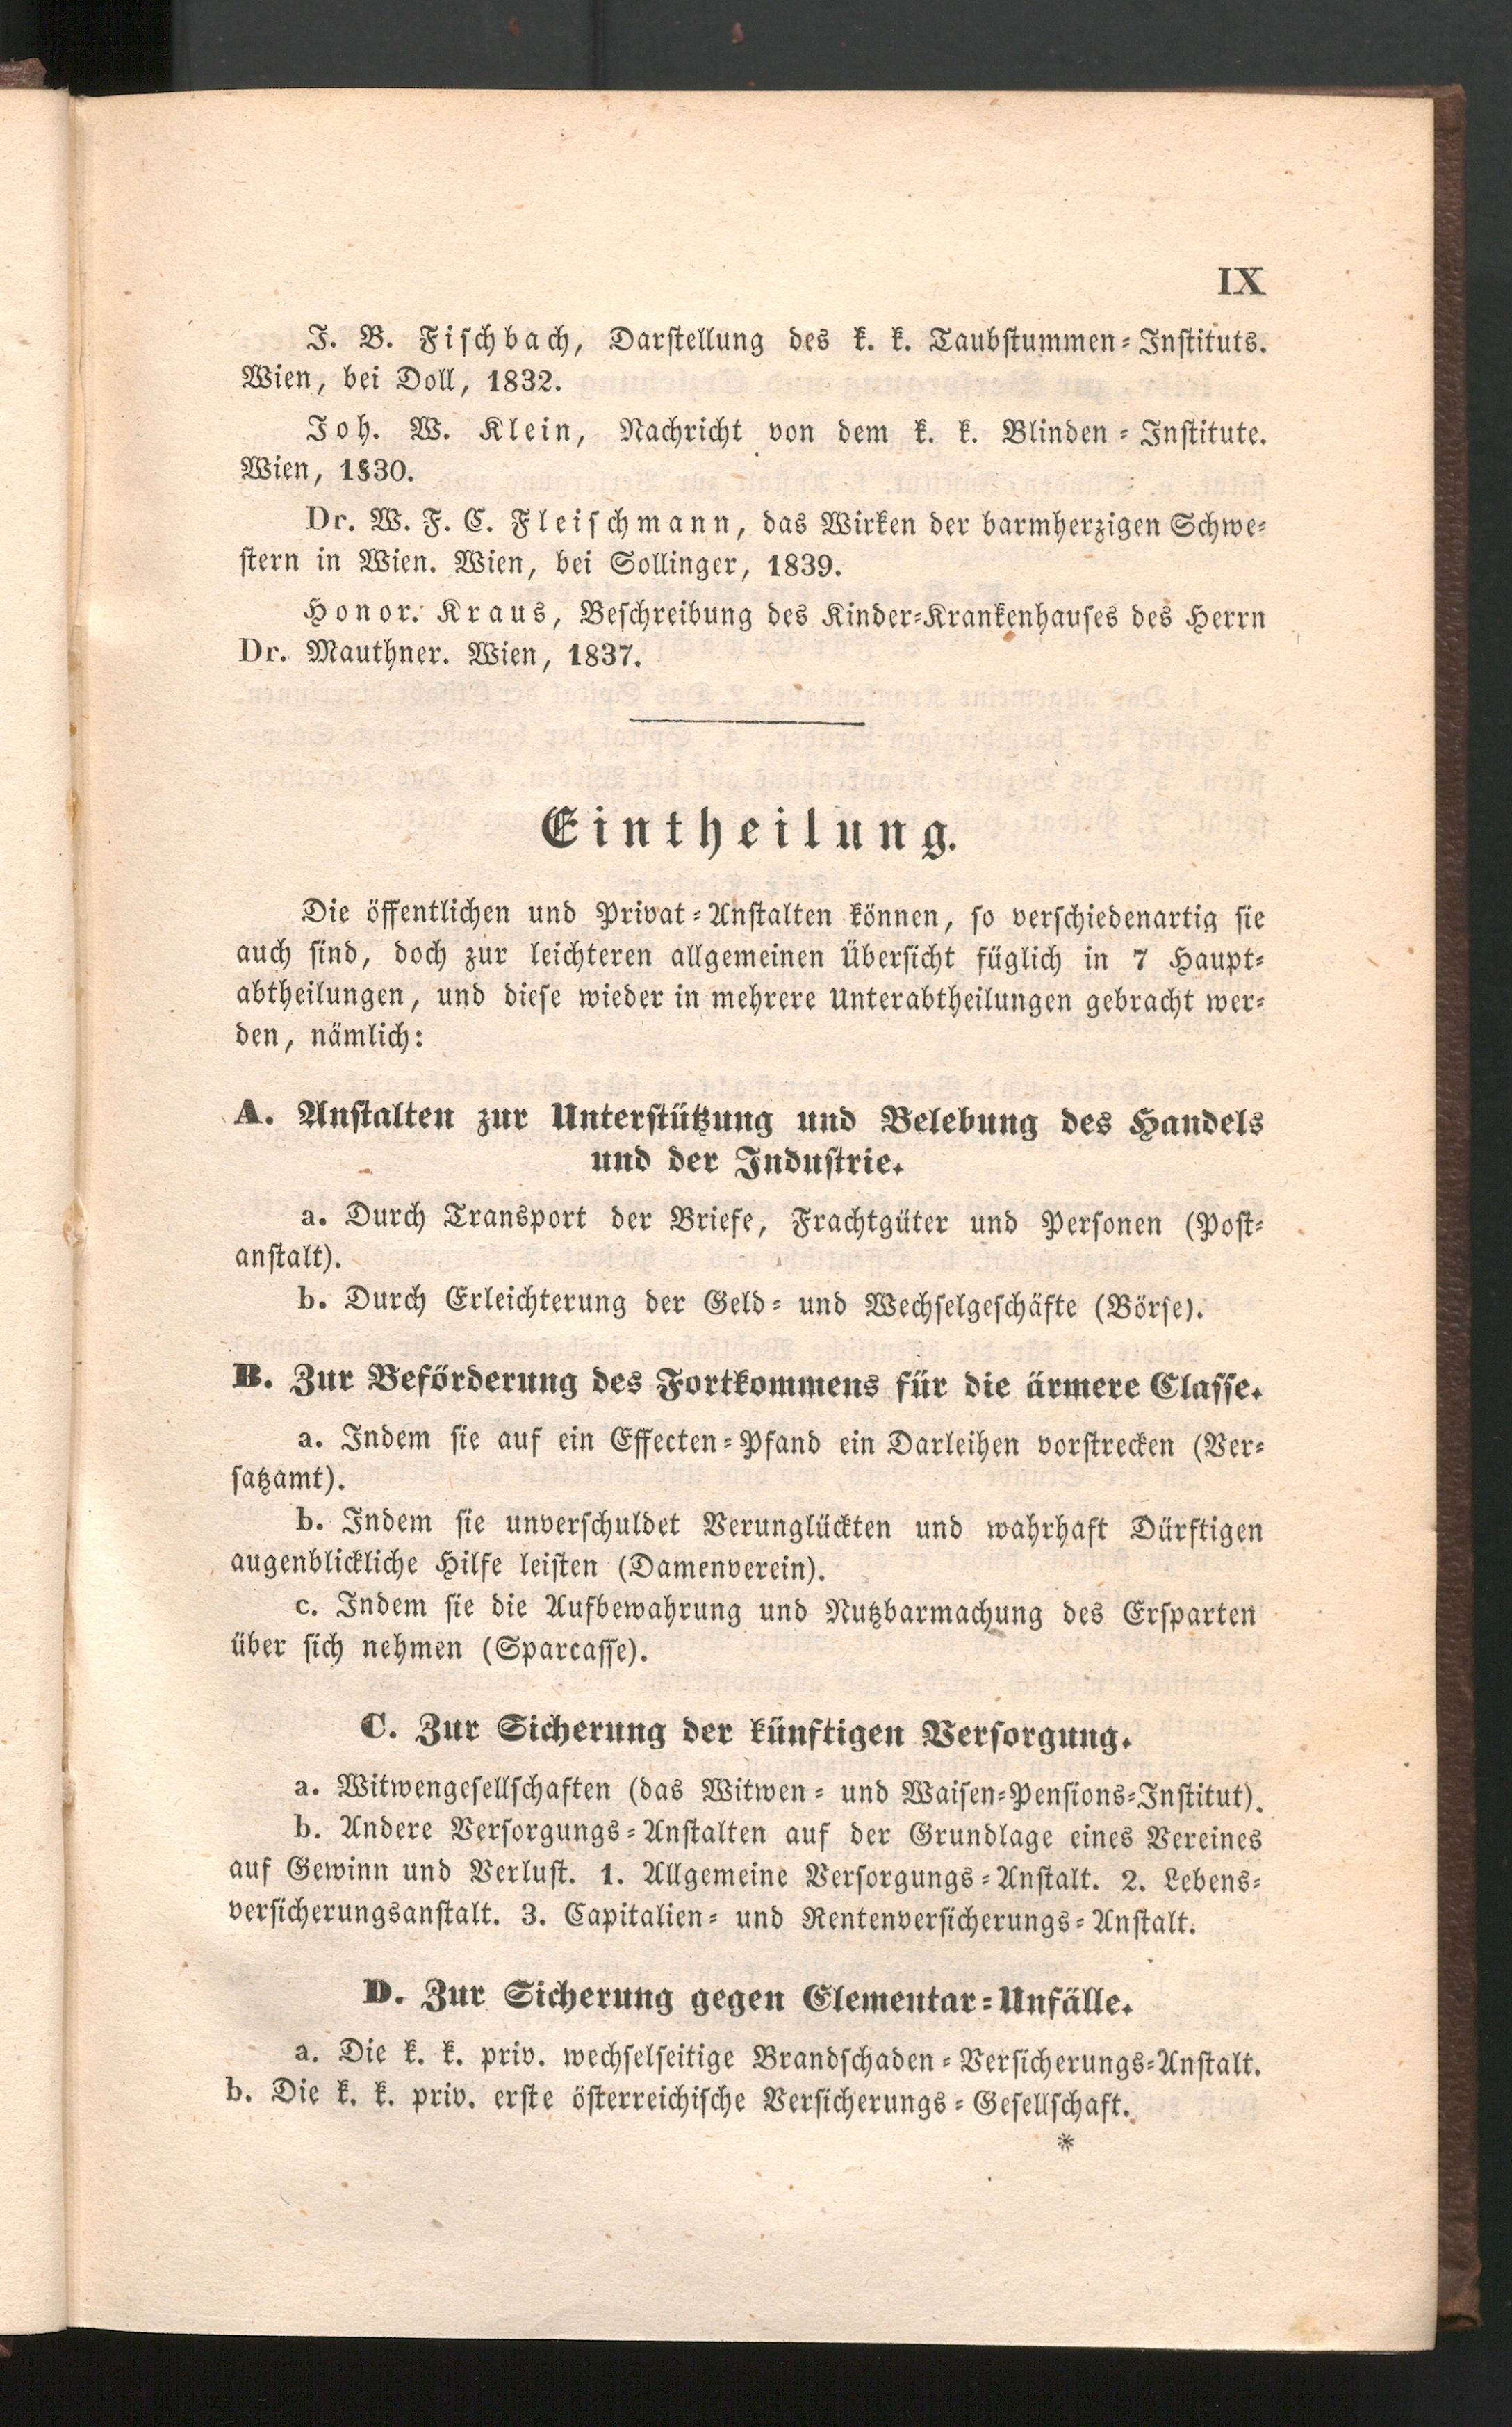 IX
J. B. Fischbach, Darstellung des k. k. Taubstummen-Instituts.
Wien, bei Doll, 1832.
Joh. W. Klein, Nachricht von dem k. k. Blinden-Institute.
Wien, 1830.
Dr. W. F. C. Fleischmann, das Wirken der barmherzigen Schwe-
stern in Wien. Wien, bei Sollinger, 1839.
Honor. Kraus, Beschreibung des Kinder-Krankenhauses des Herrn
Dr. Mauthner. Wien, 1837.
Eintheilung.
Die öffentlichen und Privat-Anstalten können, so verschiedenartig sie
auch sind, doch zur leichteren allgemeinen Übersicht füglich in 7 Haupt-
abtheilungen, und diese wieder in mehrere Unterabtheilungen gebracht wer-
den, nämlich:
A. Anstalten zur Unterstützung und Belebung des Handels
und der Industrie.
a. Durch Transport der Briefe, Frachtgüter und Personen (Post-
anstalt).
b. Durch Erleichterung der Geld- und Wechselgeschäfte (Börse).
B. Zur Beförderung des Fortkommens für die ärmere Classe.
a. Indem sie auf ein Effecten-Pfand ein Darleihen vorstrecken (Ver-
satzamt).
b. Indem sie unverschuldet Verunglückten und wahrhaft Dürftigen
augenblickliche Hilfe leisten (Damenverein).
c. Indem sie die Aufbewahrung und Nutzbarmachung des Ersparten
über sich nehmen (Sparcasse).
C. Zur Sicherung der künftigen Versorgung.
a. Witwengesellschaften (das Witwen- und Waisen-Pensions-Institut).
b. Andere Versorgungs-Anstalten auf der Grundlage eines Vereines
auf Gewinn und Verlust. 1. Allgemeine Versorgungs-Anstalt. 2. Lebens-
versicherungsanstalt. 3. Capitalien- und Rentenversicherungs-Anstalt.
D. Zur Sicherung gegen Elementar-Unfälle.
a. Die k. k. priv. wechselseitige Brandschaden-Versicherungs-Anstalt.
b. Die k. k. priv. erste österreichische Versicherungs-Gesellschaft.
*